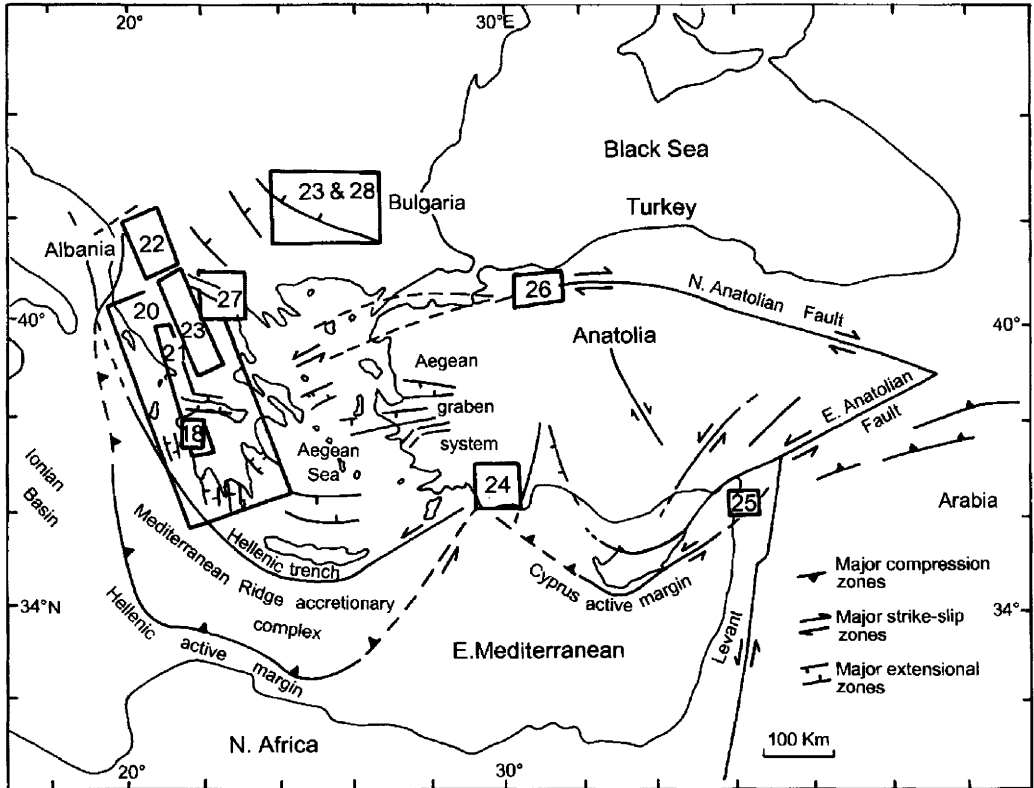 20°
30°E
Black Sea
23 & 28
Bulgaria
Turkey
Albania
22
27
26
20
40°
N. Anatolian Fault
40°
23
2
Anatolia
Aegean
graben
system
E. Anatolian
Fault
18
Aegean
Sea
24
25
Arabia
Ionian
Basin
Hellenic trench
Mediterranean Ridge accretionary
complex
Cyprus active margin
Major compression
zones
34°N
Hellenic active margin
34°
Major strike-slip
zones
E.Mediterranean
Levant
Major extensional
zones
N. Africa
100 Km
20°
30°